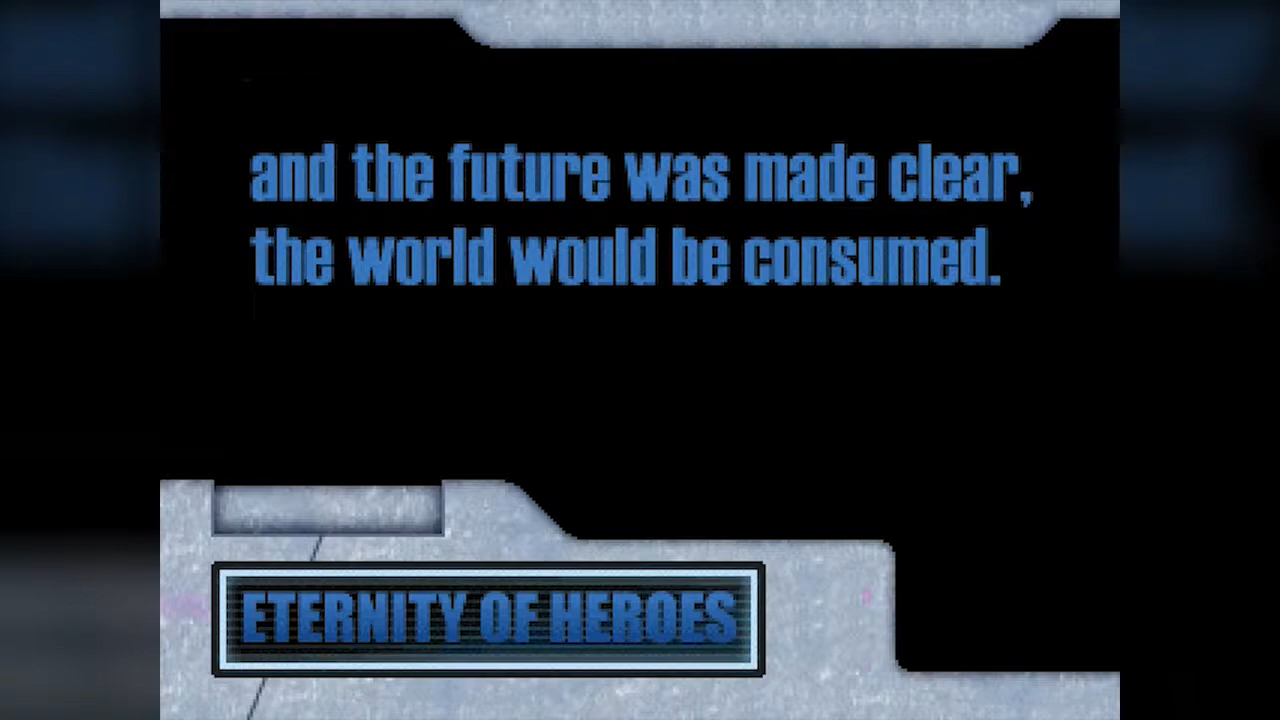 and the future was made clear,
the world would be consumed.
ETERNITY OF HEROES